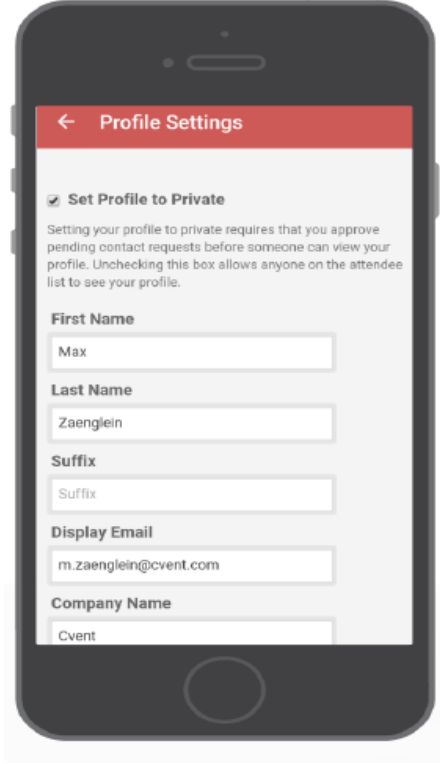 Profile Settings
Set Profile to Private
Setting your profile to private requires that you approve
pending contact requests before someone can view your
profile. Unchecking this box allows anyone on the attendee
list to see your profile.
First Name
Max
Last Name
Zaenglein
Suffix
Suffix
Display Email
m.zaenglein@cvent.com
Company Name
Cvent